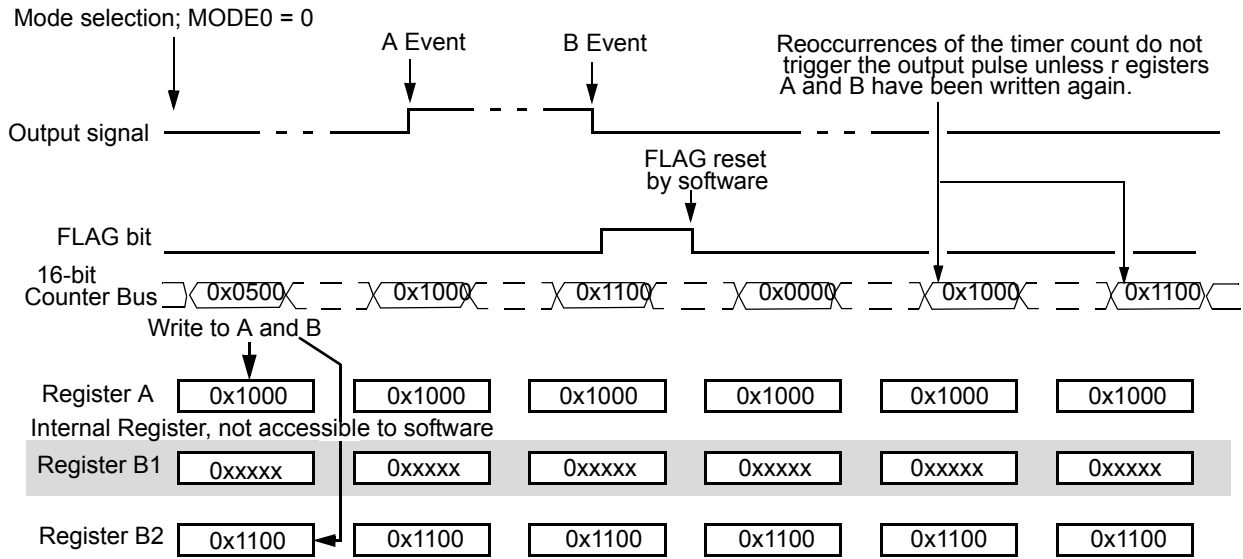 Mode selection; MODE0 = 0
A Event
B Event
Reoccurrences of the timer count do not
trigger the output pulse unless r egisters
A and B have been written again.
Output signal
FLAG reset
by software
FLAG bit
16-bit
Counter Bus
0x0500 0x1000 0x1100 0x0000 0x1000 0x1100
Write to A and B
Register A 0x1000 0x1000 0x1000 0x1000 0x1000 0x1000
Internal Register, not accessible to software
Register B1 0xxxxx 0xxxxx 0xxxxx 0xxxxx 0xxxxx 0xxxxx
Register B2 0x1100 0x1100 0x1100 0x1100 0x1100 0x1100